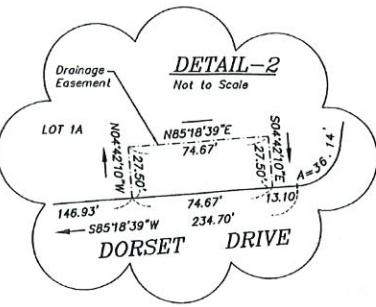 DETAIL-2
Not to Scale
Drainage
Easement
LOT 1A
N04°42'10"W
N85°18'39"E
74.67'
S04°42'10"E
27.50'
27.50'
A=36.14'
146.93'
74.67'
13.10'
S85°18'39"W
234.70'
DORSET DRIVE